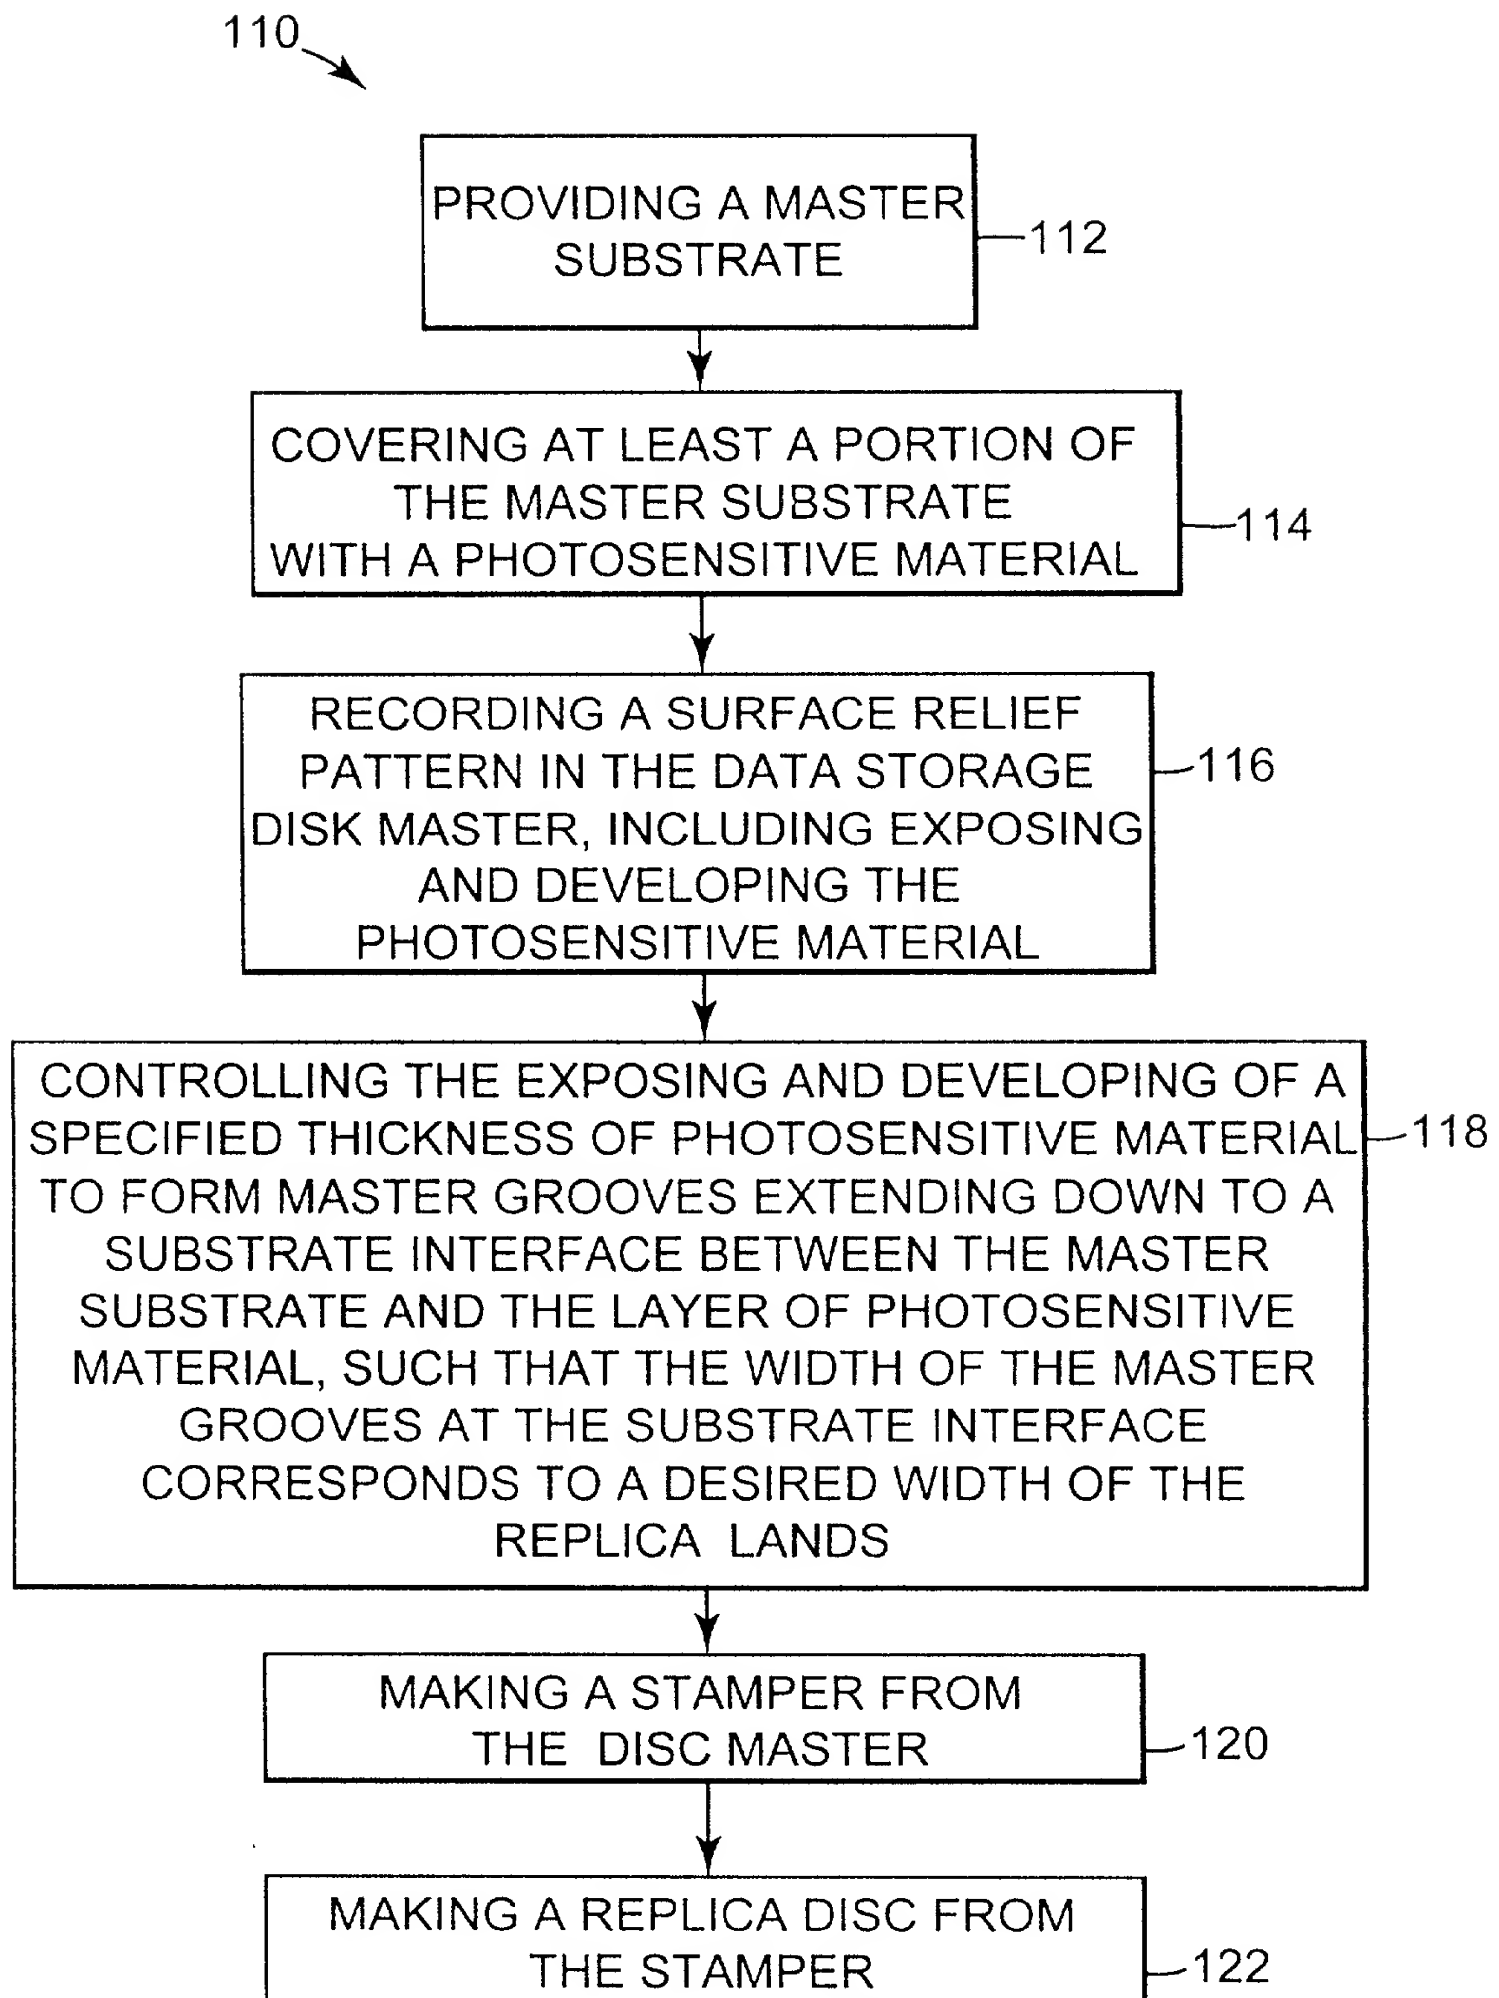 110
PROVIDING A MASTER
SUBSTRATE
112
COVERING AT LEAST A PORTION OF
THE MASTER SUBSTRATE
WITH A PHOTOSENSITIVE MATERIAL
114
RECORDING A SURFACE RELIEF
PATTERN IN THE DATA STORAGE
DISK MASTER, INCLUDING EXPOSING
AND DEVELOPING THE
PHOTOSENSITIVE MATERIAL
116
CONTROLLING THE EXPOSING AND DEVELOPING OF A
SPECIFIED THICKNESS OF PHOTOSENSITIVE MATERIAL
TO FORM MASTER GROOVES EXTENDING DOWN TO A
SUBSTRATE INTERFACE BETWEEN THE MASTER
SUBSTRATE AND THE LAYER OF PHOTOSENSITIVE
MATERIAL, SUCH THAT THE WIDTH OF THE MASTER
GROOVES AT THE SUBSTRATE INTERFACE
CORRESPONDS TO A DESIRED WIDTH OF THE
REPLICA LANDS
118
MAKING A STAMPER FROM
THE DISC MASTER
120
MAKING A REPLICA DISC FROM
THE STAMPER
122